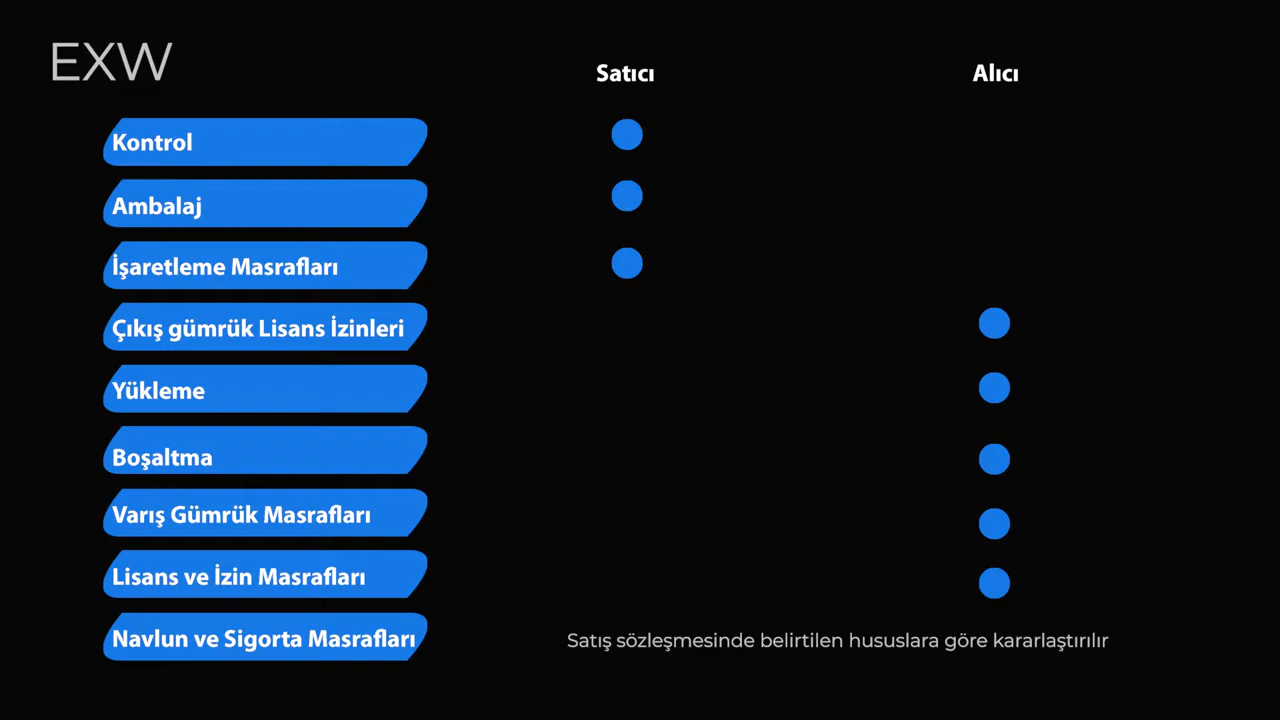 EXW
Satıcı
Alıcı
Kontrol
Ambalaj
İşaretleme Masrafları
Çıkış gümrük Lisans İzinleri
Yükleme
Boşaltma
Varış Gümrük Masrafları
Lisans ve İzin Masrafları
Navlun ve Sigorta Masrafları
Satış sözleşmesinde belirtilen hususlara göre kararlaştırılır